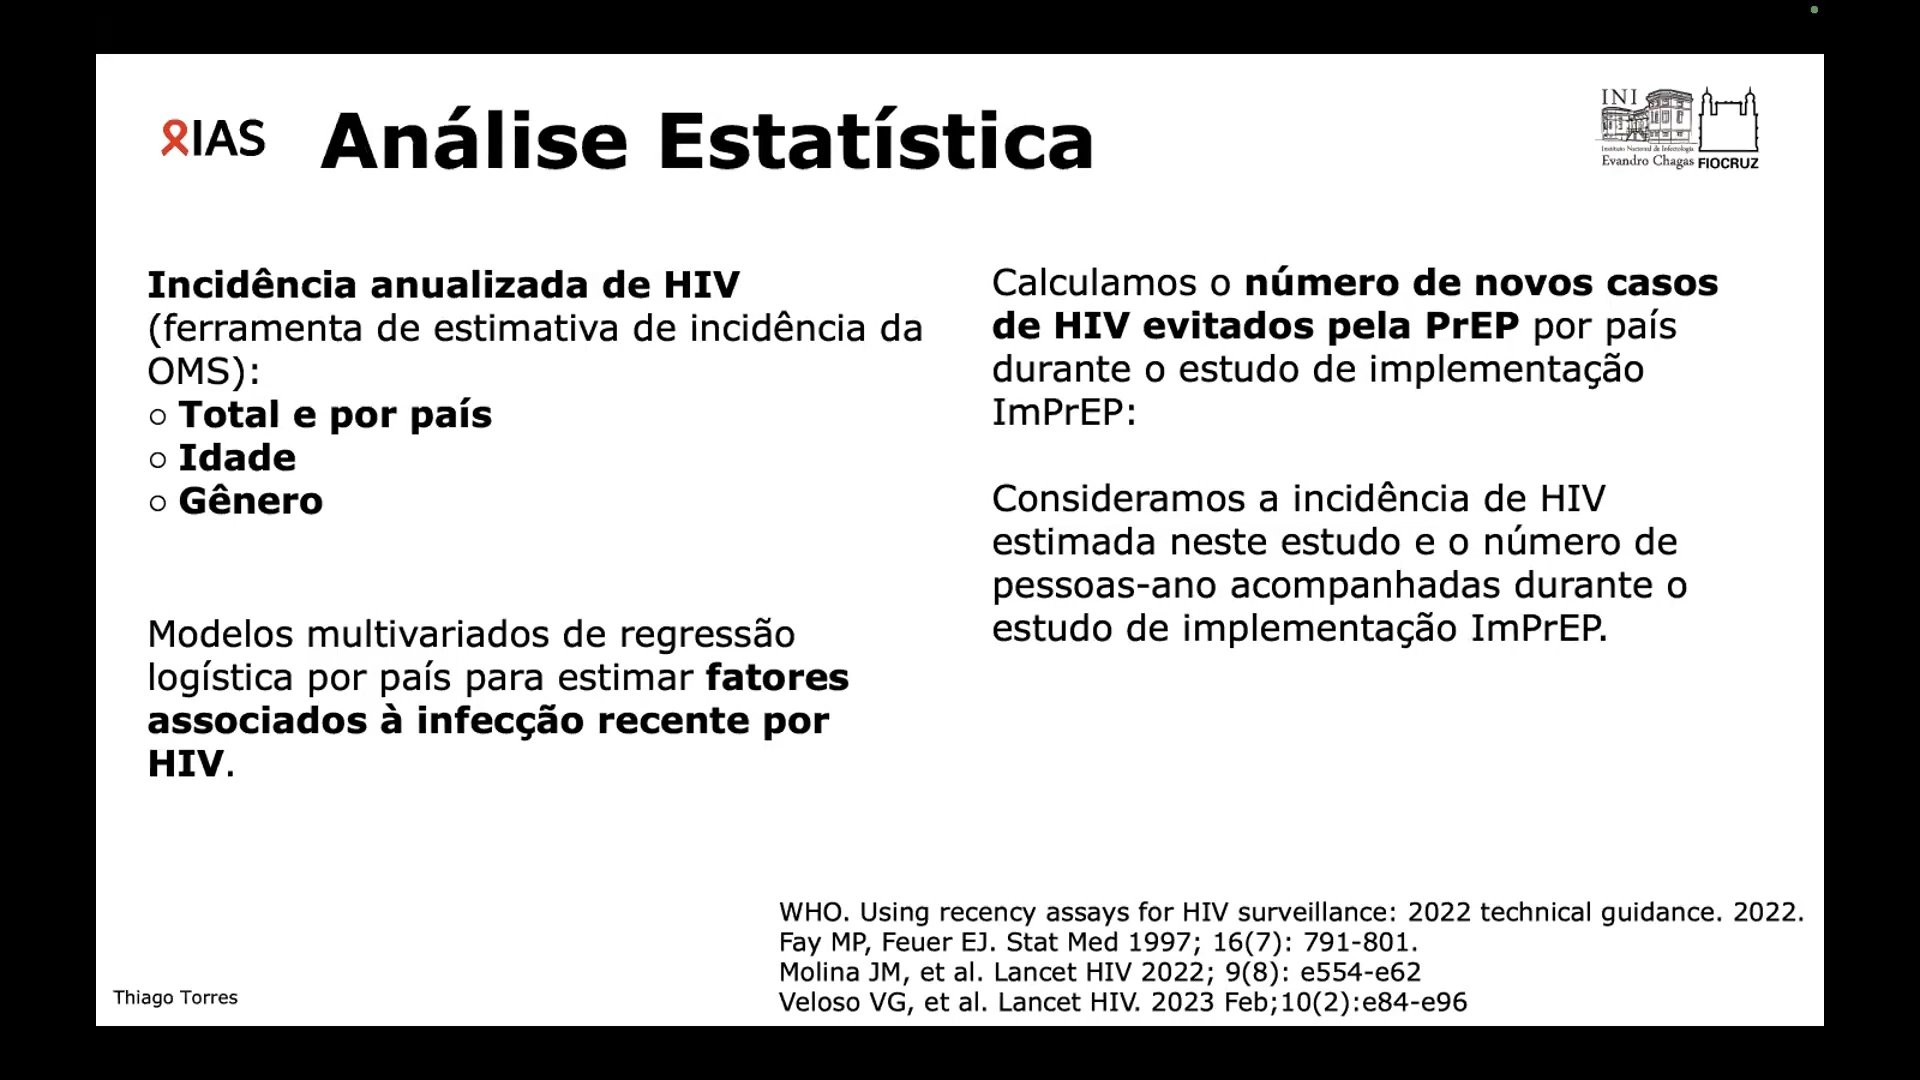 IAS
Análise Estatística
INI
Instituto Nacional de Infectologia
Evandro Chagas
FIOCRUZ
Incidência anualizada de HIV
(ferramenta de estimativa de incidência da
OMS):
○ Total e por país
○ Idade
○ Gênero
Modelos multivariados de regressão
logística por país para estimar fatores
associados à infecção recente por
HIV.
Calculamos o número de novos casos
de HIV evitados pela PrEP por país
durante o estudo de implementação
ImPrEP:
Consideramos a incidência de HIV
estimada neste estudo e o número de
pessoas-ano acompanhadas durante o
estudo de implementação ImPrEP.
WHO. Using recency assays for HIV surveillance: 2022 technical guidance. 2022.
Fay MP, Feuer EJ. Stat Med 1997; 16(7): 791-801.
Molina JM, et al. Lancet HIV 2022; 9(8): e554-e62
Veloso VG, et al. Lancet HIV. 2023 Feb;10(2):e84-e96
Thiago Torres